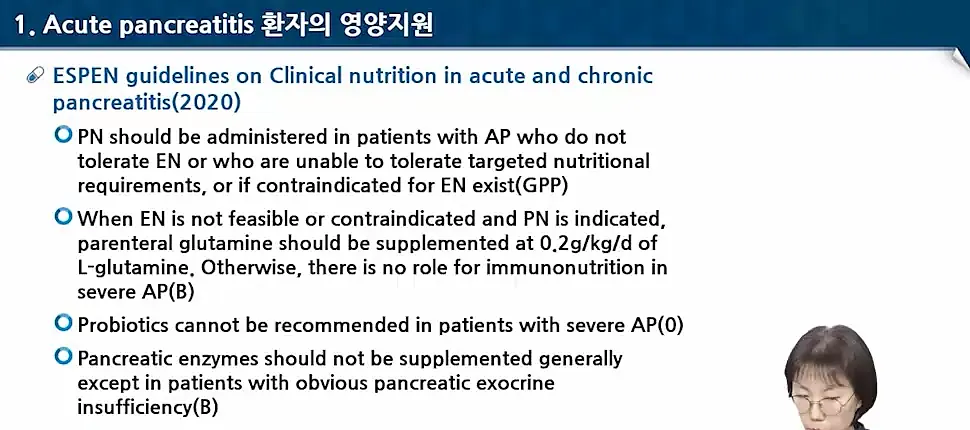 1. Acute pancreatitis 환자의 영양지원
ESPEN guidelines on Clinical nutrition in acute and chronic
pancreatitis(2020)
PN should be administered in patients with AP who do not
tolerate EN or who are unable to tolerate targeted nutritional
requirements, or if contraindicated for EN exist(GPP)
When EN is not feasible or contraindicated and PN is indicated,
parenteral glutamine should be supplemented at 0.2g/kg/d of
L-glutamine. Otherwise, there is no role for immunonutrition in
severe AP(B)
Probiotics cannot be recommended in patients with severe AP(0)
Pancreatic enzymes should not be supplemented generally
except in patients with obvious pancreatic exocrine
insufficiency(B)